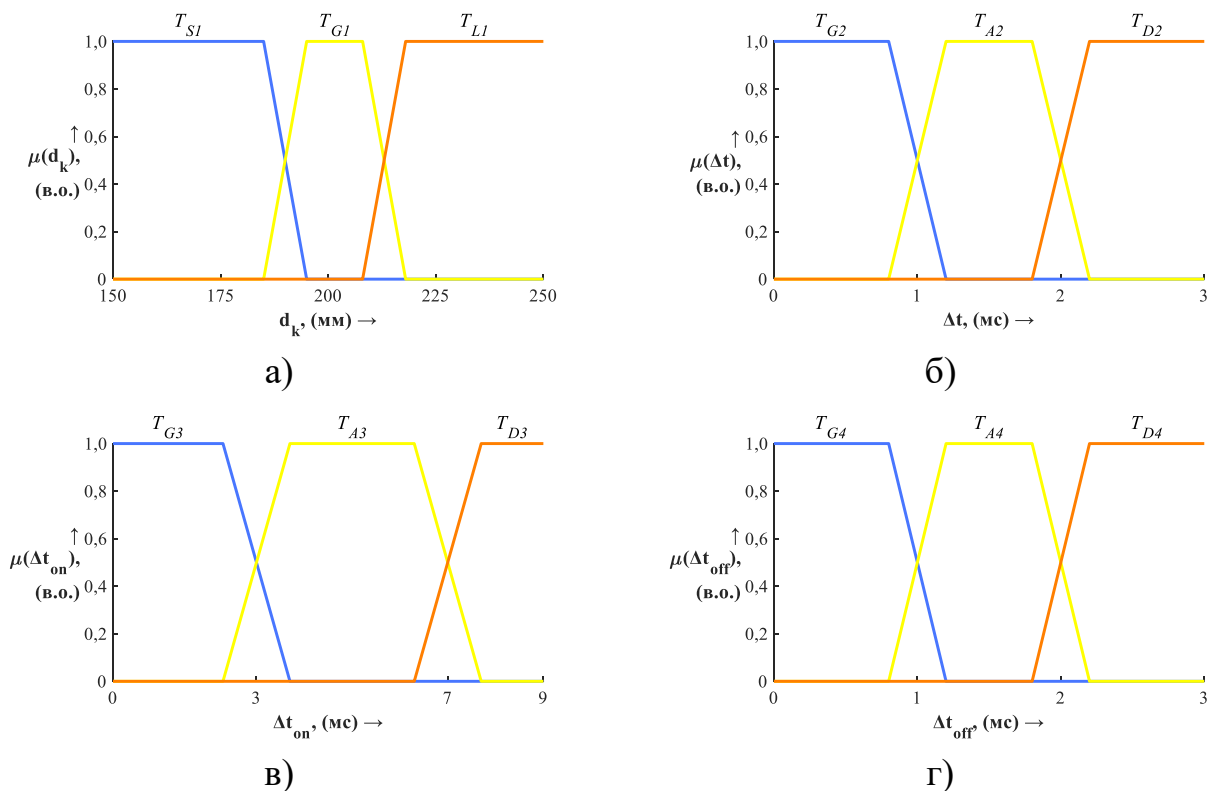 T_S1 T_G1 T_L1
1,0
0,8
0,6
0,4
0,2
0
↑
μ(d_k),
(в.о.)
150 175 200 225 250
d_k, (мм) →
а)
T_G2 T_A2 T_D2
1,0
0,8
0,6
0,4
0,2
0
↑
μ(Δt),
(в.о.)
0 1 2 3
Δt, (мс) →
б)
T_G3 T_A3 T_D3
1,0
0,8
0,6
0,4
0,2
0
↑
μ(Δt_on),
(в.о.)
0 3 7 9
Δt_on, (мс) →
в)
T_G4 T_A4 T_D4
1,0
0,8
0,6
0,4
0,2
0
↑
μ(Δt_off),
(в.о.)
0 1 2 3
Δt_off, (мс) →
г)